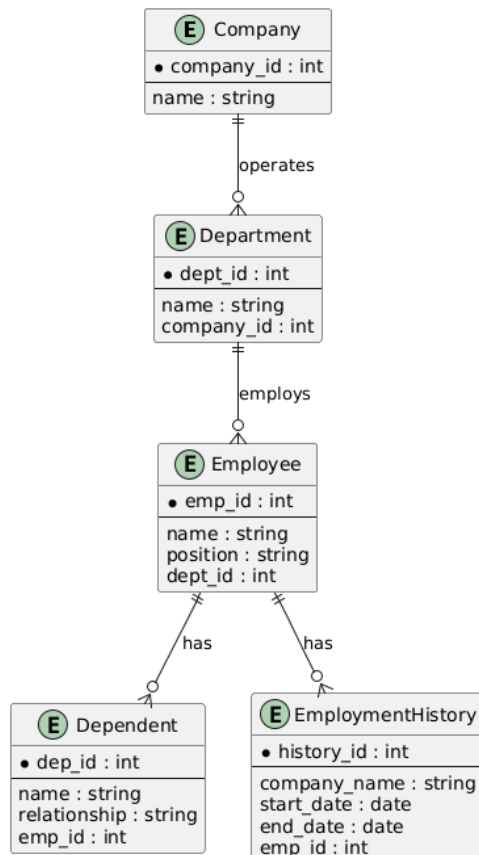 E Company
company_id : int
name : string
operates
E Department
dept_id : int
name : string
company_id : int
employs
E Employee
emp_id : int
name : string
position : string
dept_id : int
has
has
E Dependent
dep_id : int
name : string
relationship : string
emp_id : int
E EmploymentHistory
history_id : int
company_name : string
start_date : date
end_date : date
emp_id : int